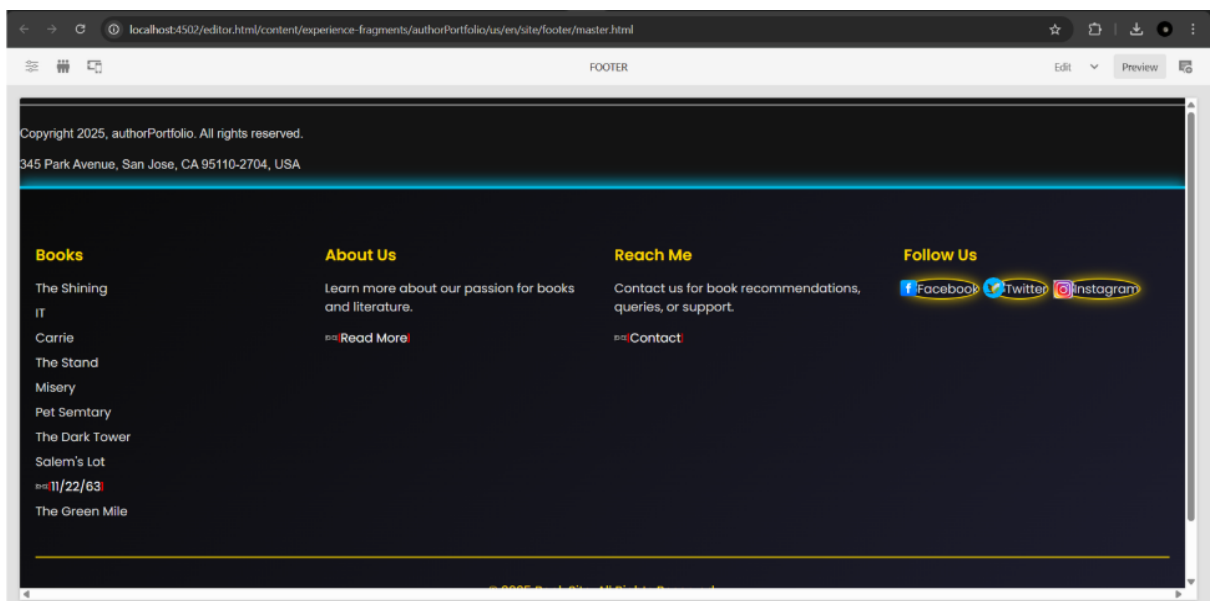 localhost:4502/editor.html/content/experience-fragments/authorPortfolio/us/en/site/footer/master.html
FOOTER
Edit
Preview
Copyright 2025, authorPortfolio. All rights reserved.
345 Park Avenue, San Jose, CA 95110-2704, USA
Books
The Shining
IT
Carrie
The Stand
Misery
Pet Semtary
The Dark Tower
Salem's Lot
11/22/63
The Green Mile
About Us
Learn more about our passion for books
and literature.
Read More
Reach Me
Contact us for book recommendations,
queries, or support.
Contact
Follow Us
Facebook Twitter Instagram